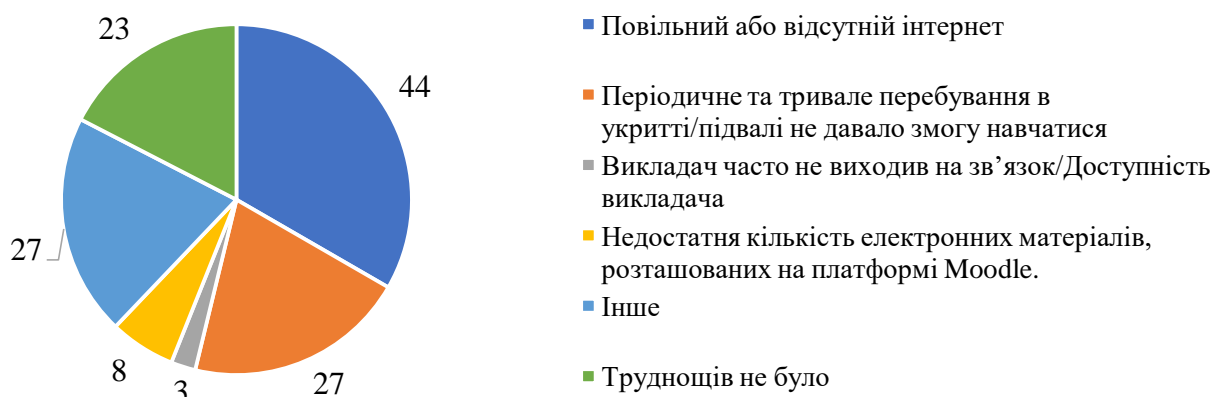 23
44
27
8
3
27
Повільний або відсутній інтернет
Періодичне та тривале перебування в
укритті/підвалі не давало змогу навчатися
Викладач часто не виходив на зв’язок/Доступність
викладача
Недостатня кількість електронних матеріалів,
розташованих на платформі Moodle.
Інше
Труднощів не було